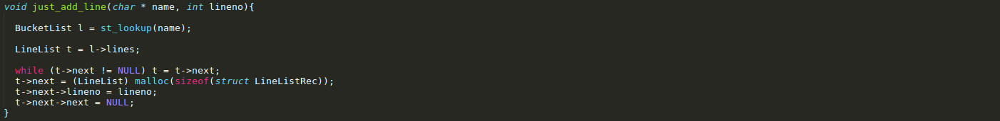 void just_add_line(char * name, int lineno){
BucketList l = st_lookup(name);
LineList t = l->lines;
while (t->next != NULL) t = t->next;
t->next = (LineList) malloc(sizeof(struct LineListRec));
t->next->lineno = lineno;
t->next->next = NULL;
}